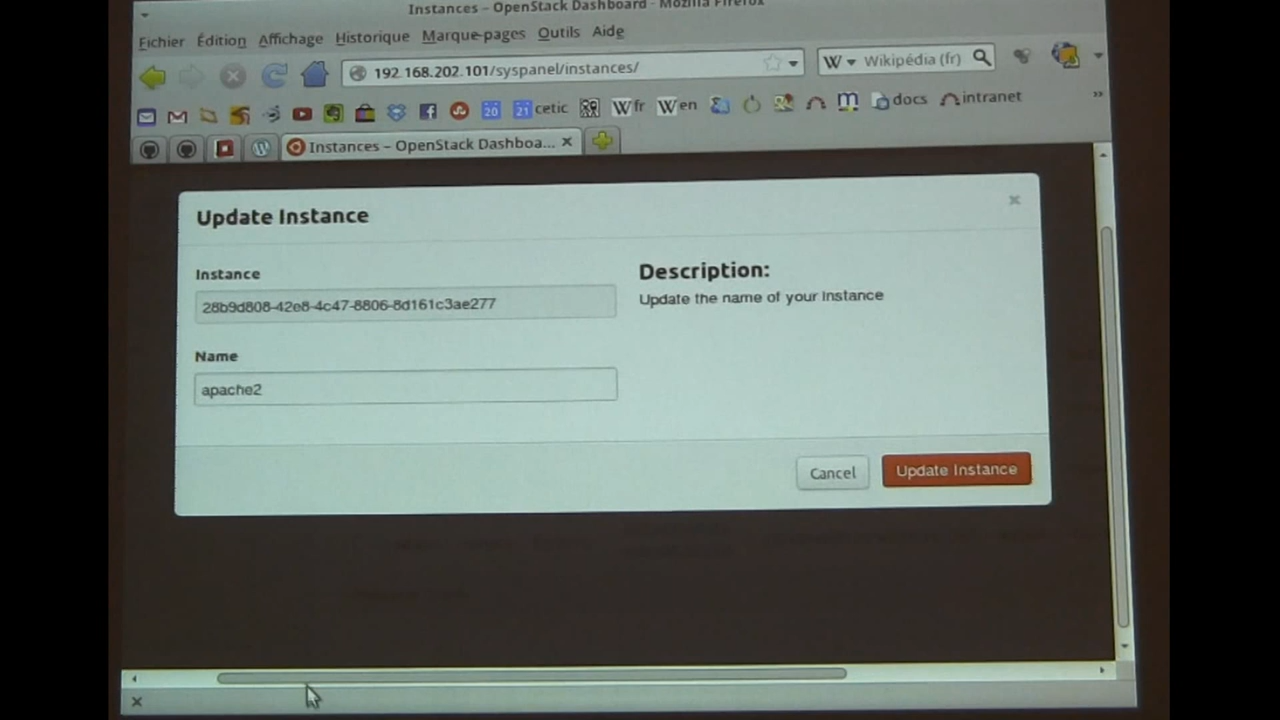 Instances - OpenStack Dashboard - Mozilla Firefox
Fichier Édition Affichage Historique Marque-pages Outils Aide
192.168.202.101/syspanel/instances/
W Wikipédia (fr)
20 21 cetic W fr W en docs intranet
Instances - OpenStack Dashboa...
Update Instance
Instance
28b9d808-42e8-4c47-8806-8d161c3ae277
Description:
Update the name of your instance
Name
apache2
Cancel
Update Instance